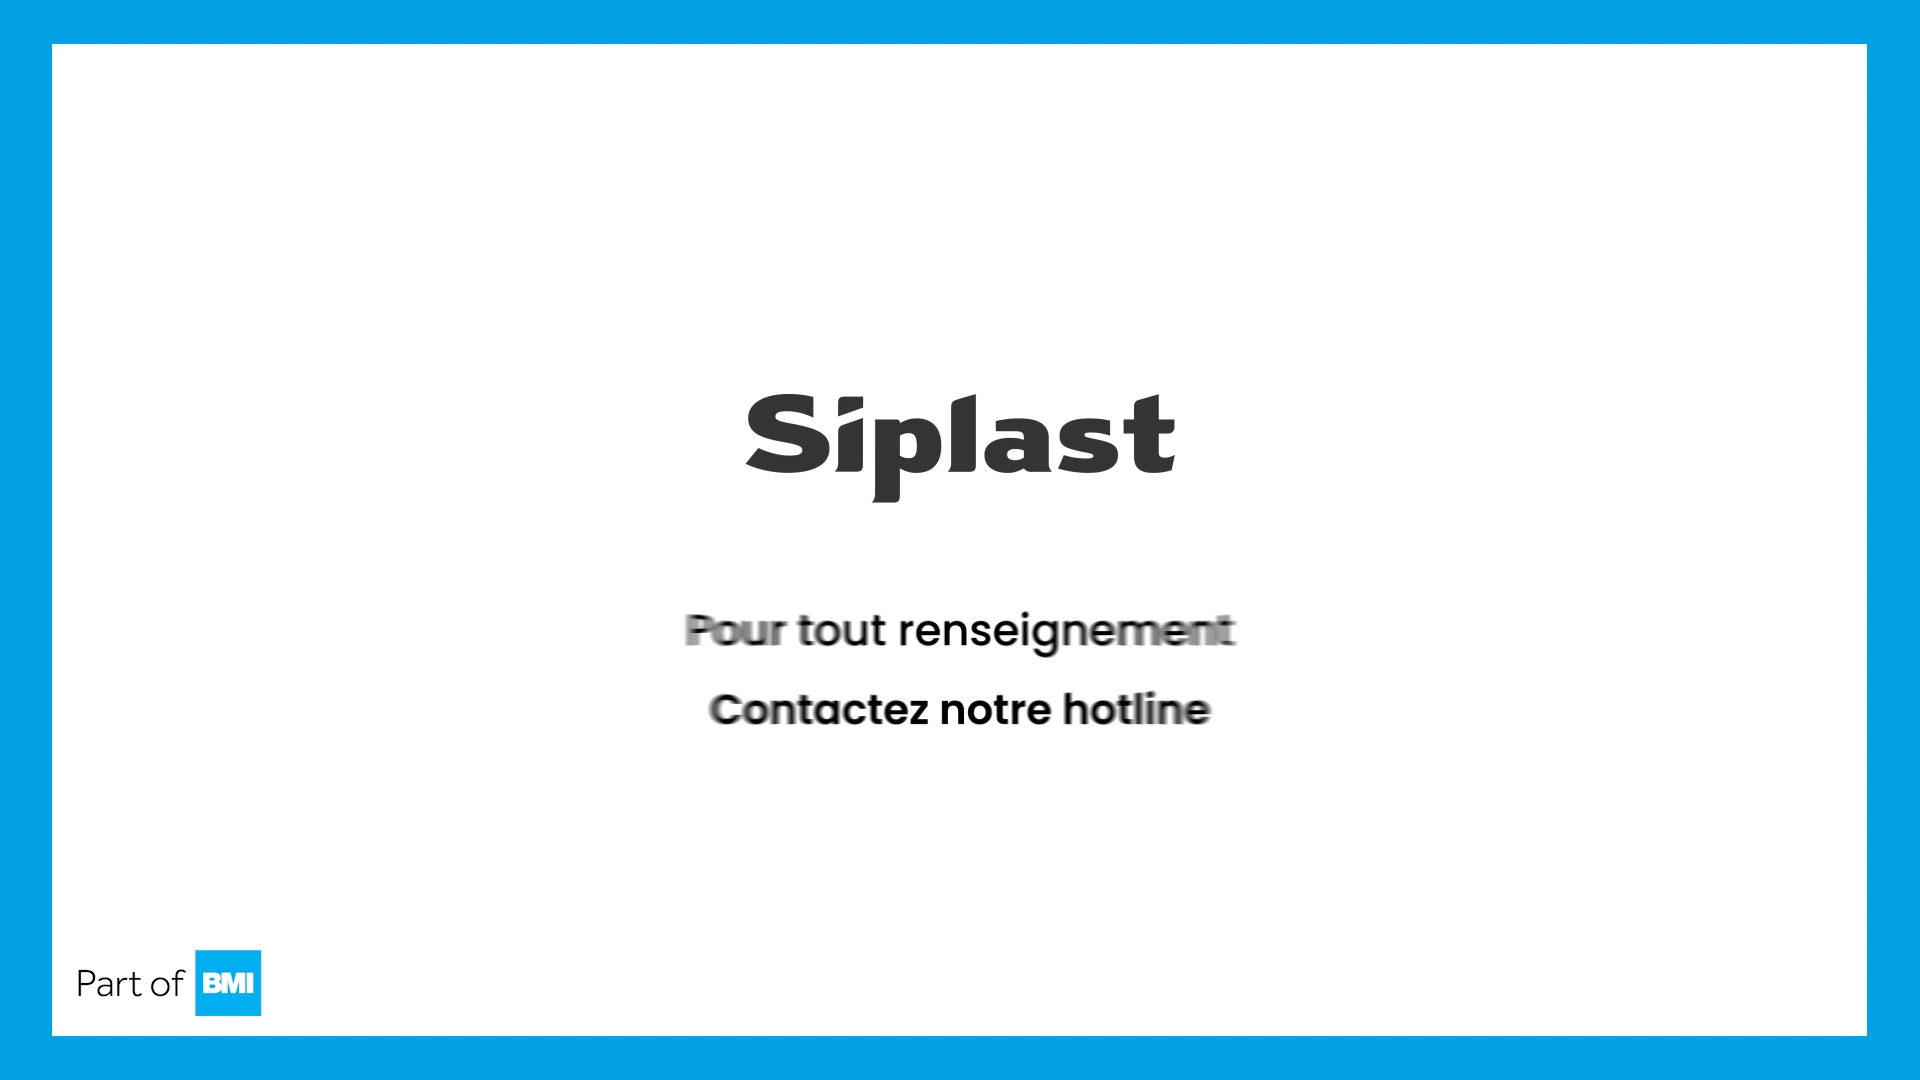 Siplast
Pour tout renseignement
Contactez notre hotline
Part of BMI